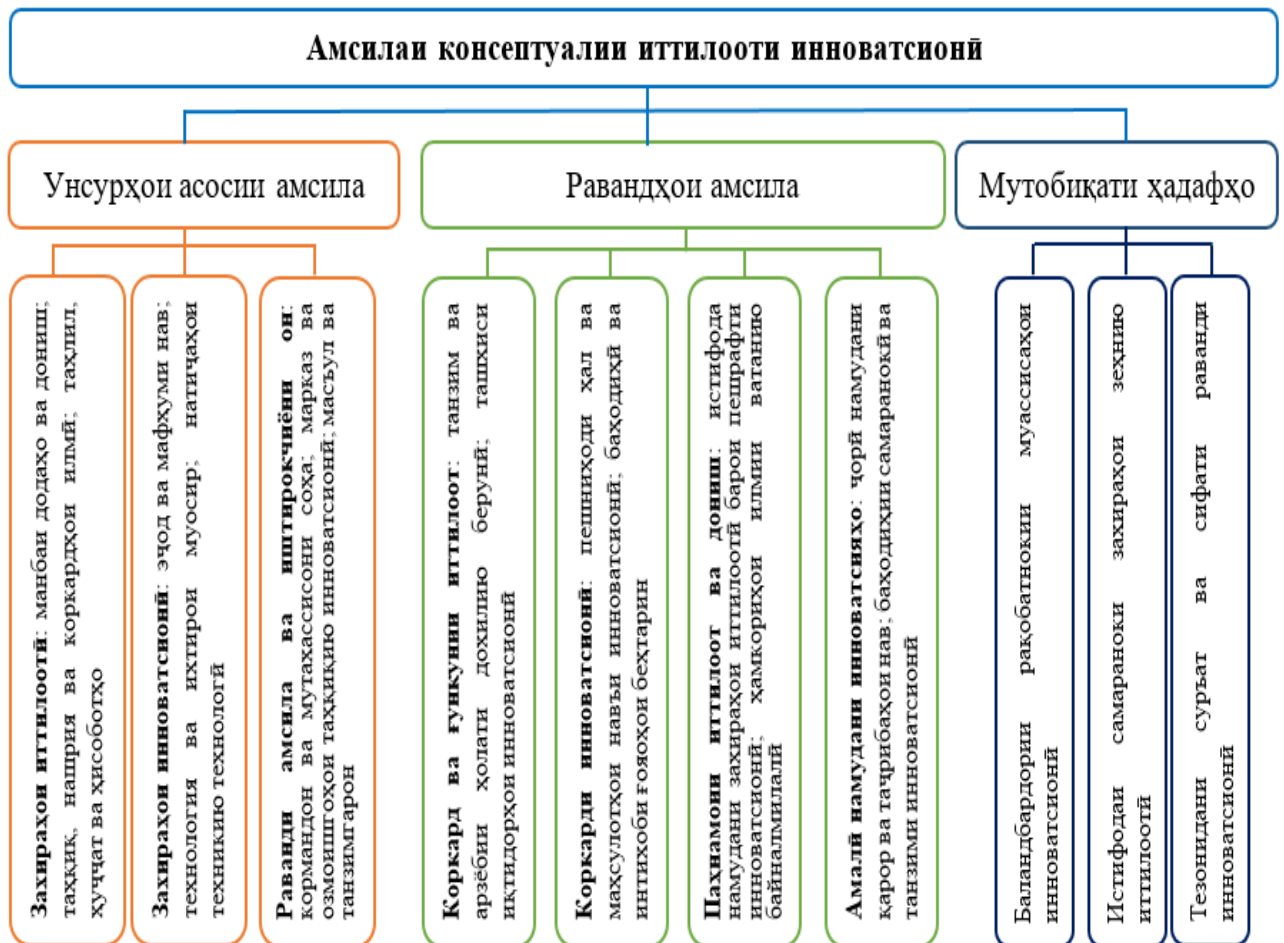 Амсилаи консептуалии иттилооти инноватсионӣ
Унсурҳои асосии амсила
Равандҳои амсила
Мутобиқати ҳадафҳо
Захираҳои иттилоотӣ: манбаи додаҳо ва дониш;
таҳқиқ, нашрия ва коркардҳои илмӣ; таҳлил,
ҳуҷҷат ва ҳисоботҳо
Захираҳои инноватсионӣ: эҷод ва мафҳуми нав;
технология ва ихтирои муосир; натиҷаҳои
техникию технологӣ
Раванди амсила ва иштирокчиёни он:
кормандон ва мутахассисони соҳа; марказ ва
озмоишгоҳои таҳқиқию инноватсионӣ; масъул ва
танзимгарон
Коркард ва ғункунии иттилоот: танзим ва
арзёбии ҳолати дохилию берунӣ; ташхиси
иқтидорҳои инноватсионӣ
Коркарди инноватсионӣ: пешниҳоди ҳал ва
маҳсулотҳои навъи инноватсионӣ; баҳодиҳӣ ва
интихоби ғояҳои беҳтарин
Паҳнамоии иттилоот ва дониш: истифода
намудани захираҳои иттилоотӣ барои пешрафти
инноватсионӣ; ҳамкориҳои илмии ватанию
байналмилалӣ
Амалӣ намудани инноватсияҳо: ҷорӣ намудани
қарор ва таҷрибаҳои нав; баҳодиҳии самаранокӣ ва
танзими инноватсионӣ
Баландбардории рақобатнокии муассисаҳои
инноватсионӣ
Истифодаи самараноки захираҳои зеҳнию
иттилоотӣ
Тезонидани суръат ва сифати раванди
инноватсионӣ